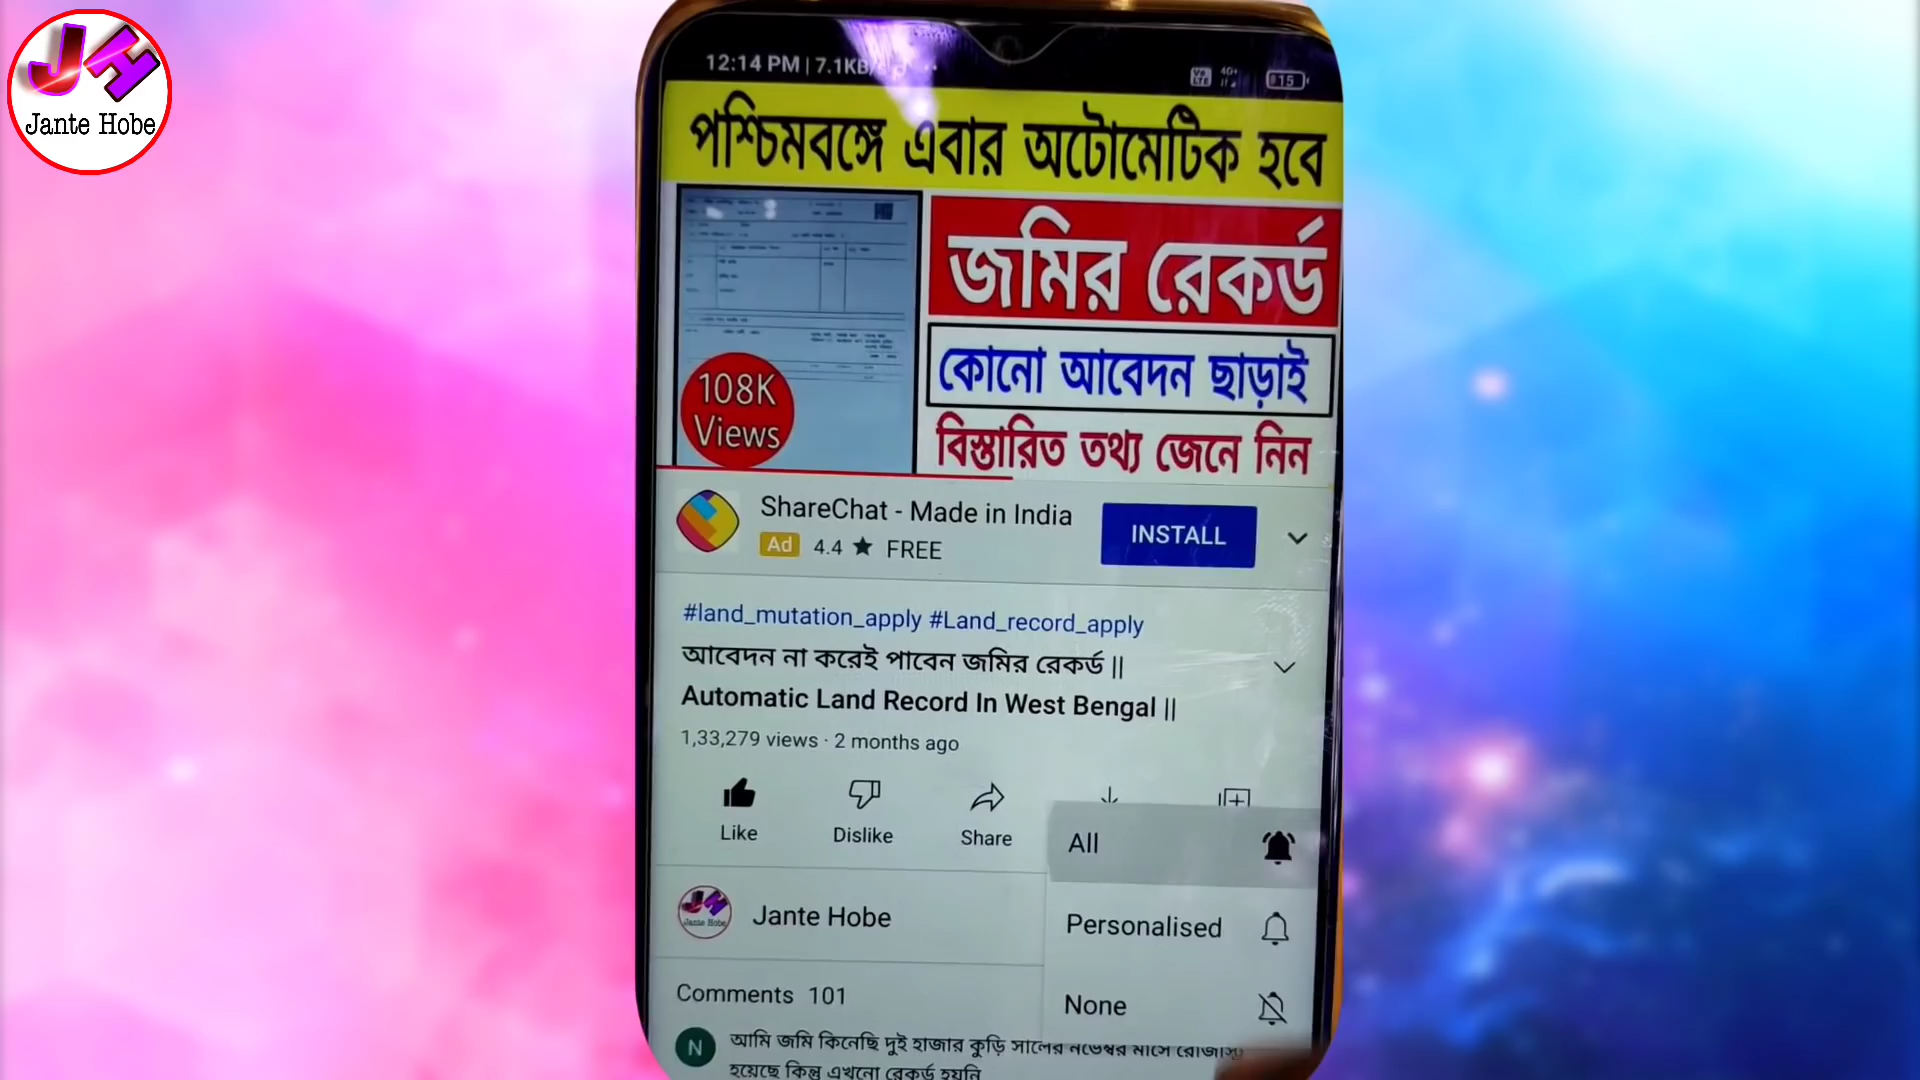 JH
Jante Hobe
12:14 PM | 7.1KB/
4G+
15
পশ্চিমবঙ্গে এবার অটোমেটিক হবে
জমির রেকর্ড
কোনো আবেদন ছাড়াই
বিস্তারিত তথ্য জেনে নিন
108K
Views
ShareChat - Made in India
Ad 4.4 ★ FREE
INSTALL
#land_mutation_apply #Land_record_apply
আবেদন না করেই পাবেন জমির রেকর্ড ||
Automatic Land Record In West Bengal ||
1,33,279 views · 2 months ago
Like
Dislike
Share
All
Jante Hobe
Personalised
Comments 101
None
N
আমি জমি কিনেছি দুই হাজার কুড়ি সালের নভেম্বর মাসে
হয়েছে কিন্তু এখনো রেকর্ড হয়নি